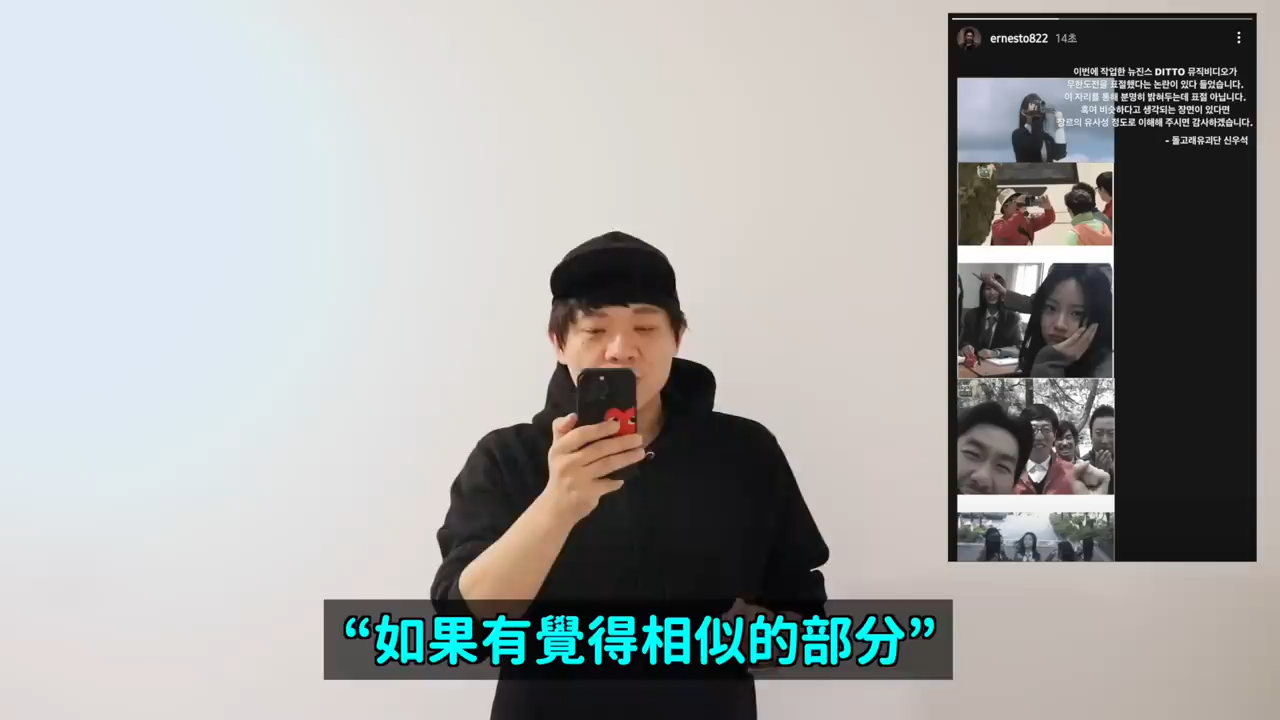 ernesto822 14초
이번에 작업한 뉴진스 DITTO 뮤직비디오가
무한도전을 표절했다는 논란이 있다 들었습니다.
이 자리를 통해 분명히 밝혀두는데 표절 아닙니다.
혹여 비슷하다고 생각되는 장면이 있다면
장르의 유사성 정도로 이해해 주시면 감사하겠습니다.
- 돌고래유괴단 신우석
“如果有覺得相似的部分”